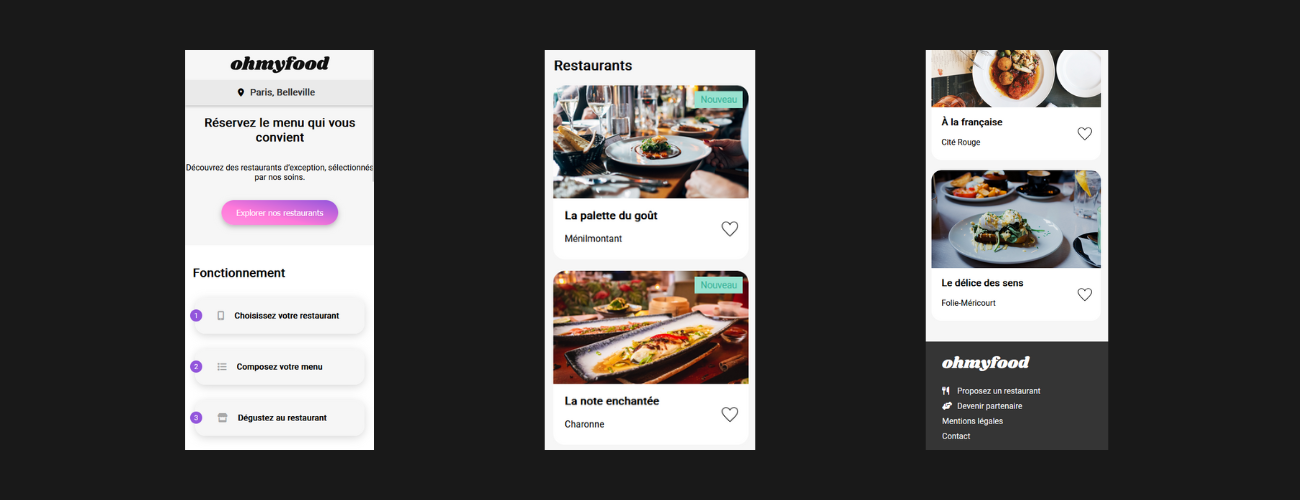 ohmyfood
Paris, Belleville
Réservez le menu qui vous
convient
Découvrez des restaurants d'exception, sélectionnés
par nos soins.
Explorer nos restaurants
Fonctionnement
1 Choisissez votre restaurant
2 Composez votre menu
3 Dégustez au restaurant
Restaurants
Nouveau
La palette du goût
Ménilmontant
Nouveau
La note enchantée
Charonne
À la française
Cité Rouge
Le délice des sens
Folie-Méricourt
ohmyfood
Proposez un restaurant
Devenir partenaire
Mentions légales
Contact